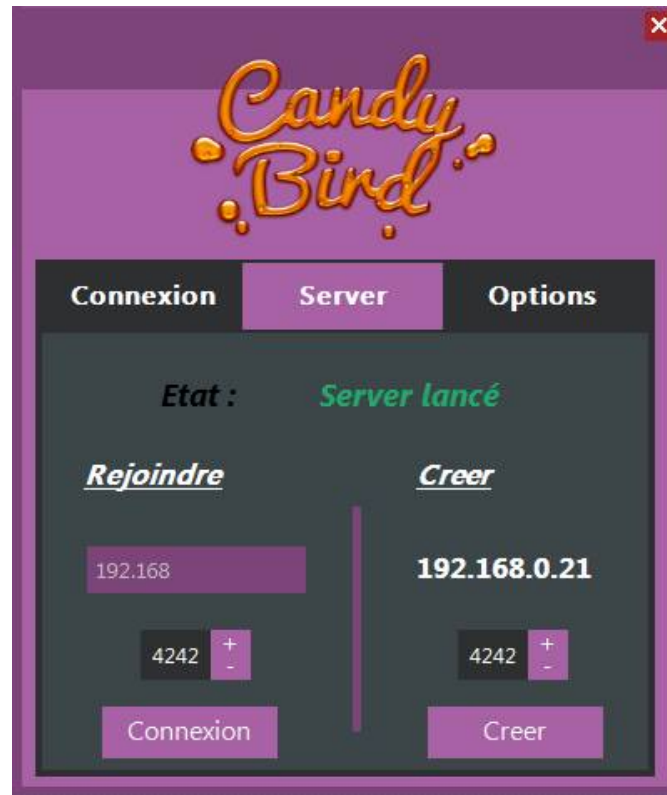 Candy
Bird
Connexion Server Options
Etat : Server lancé
Rejoindre Creer
192.168 192.168.0.21
4242 + - 4242 + -
Connexion Creer